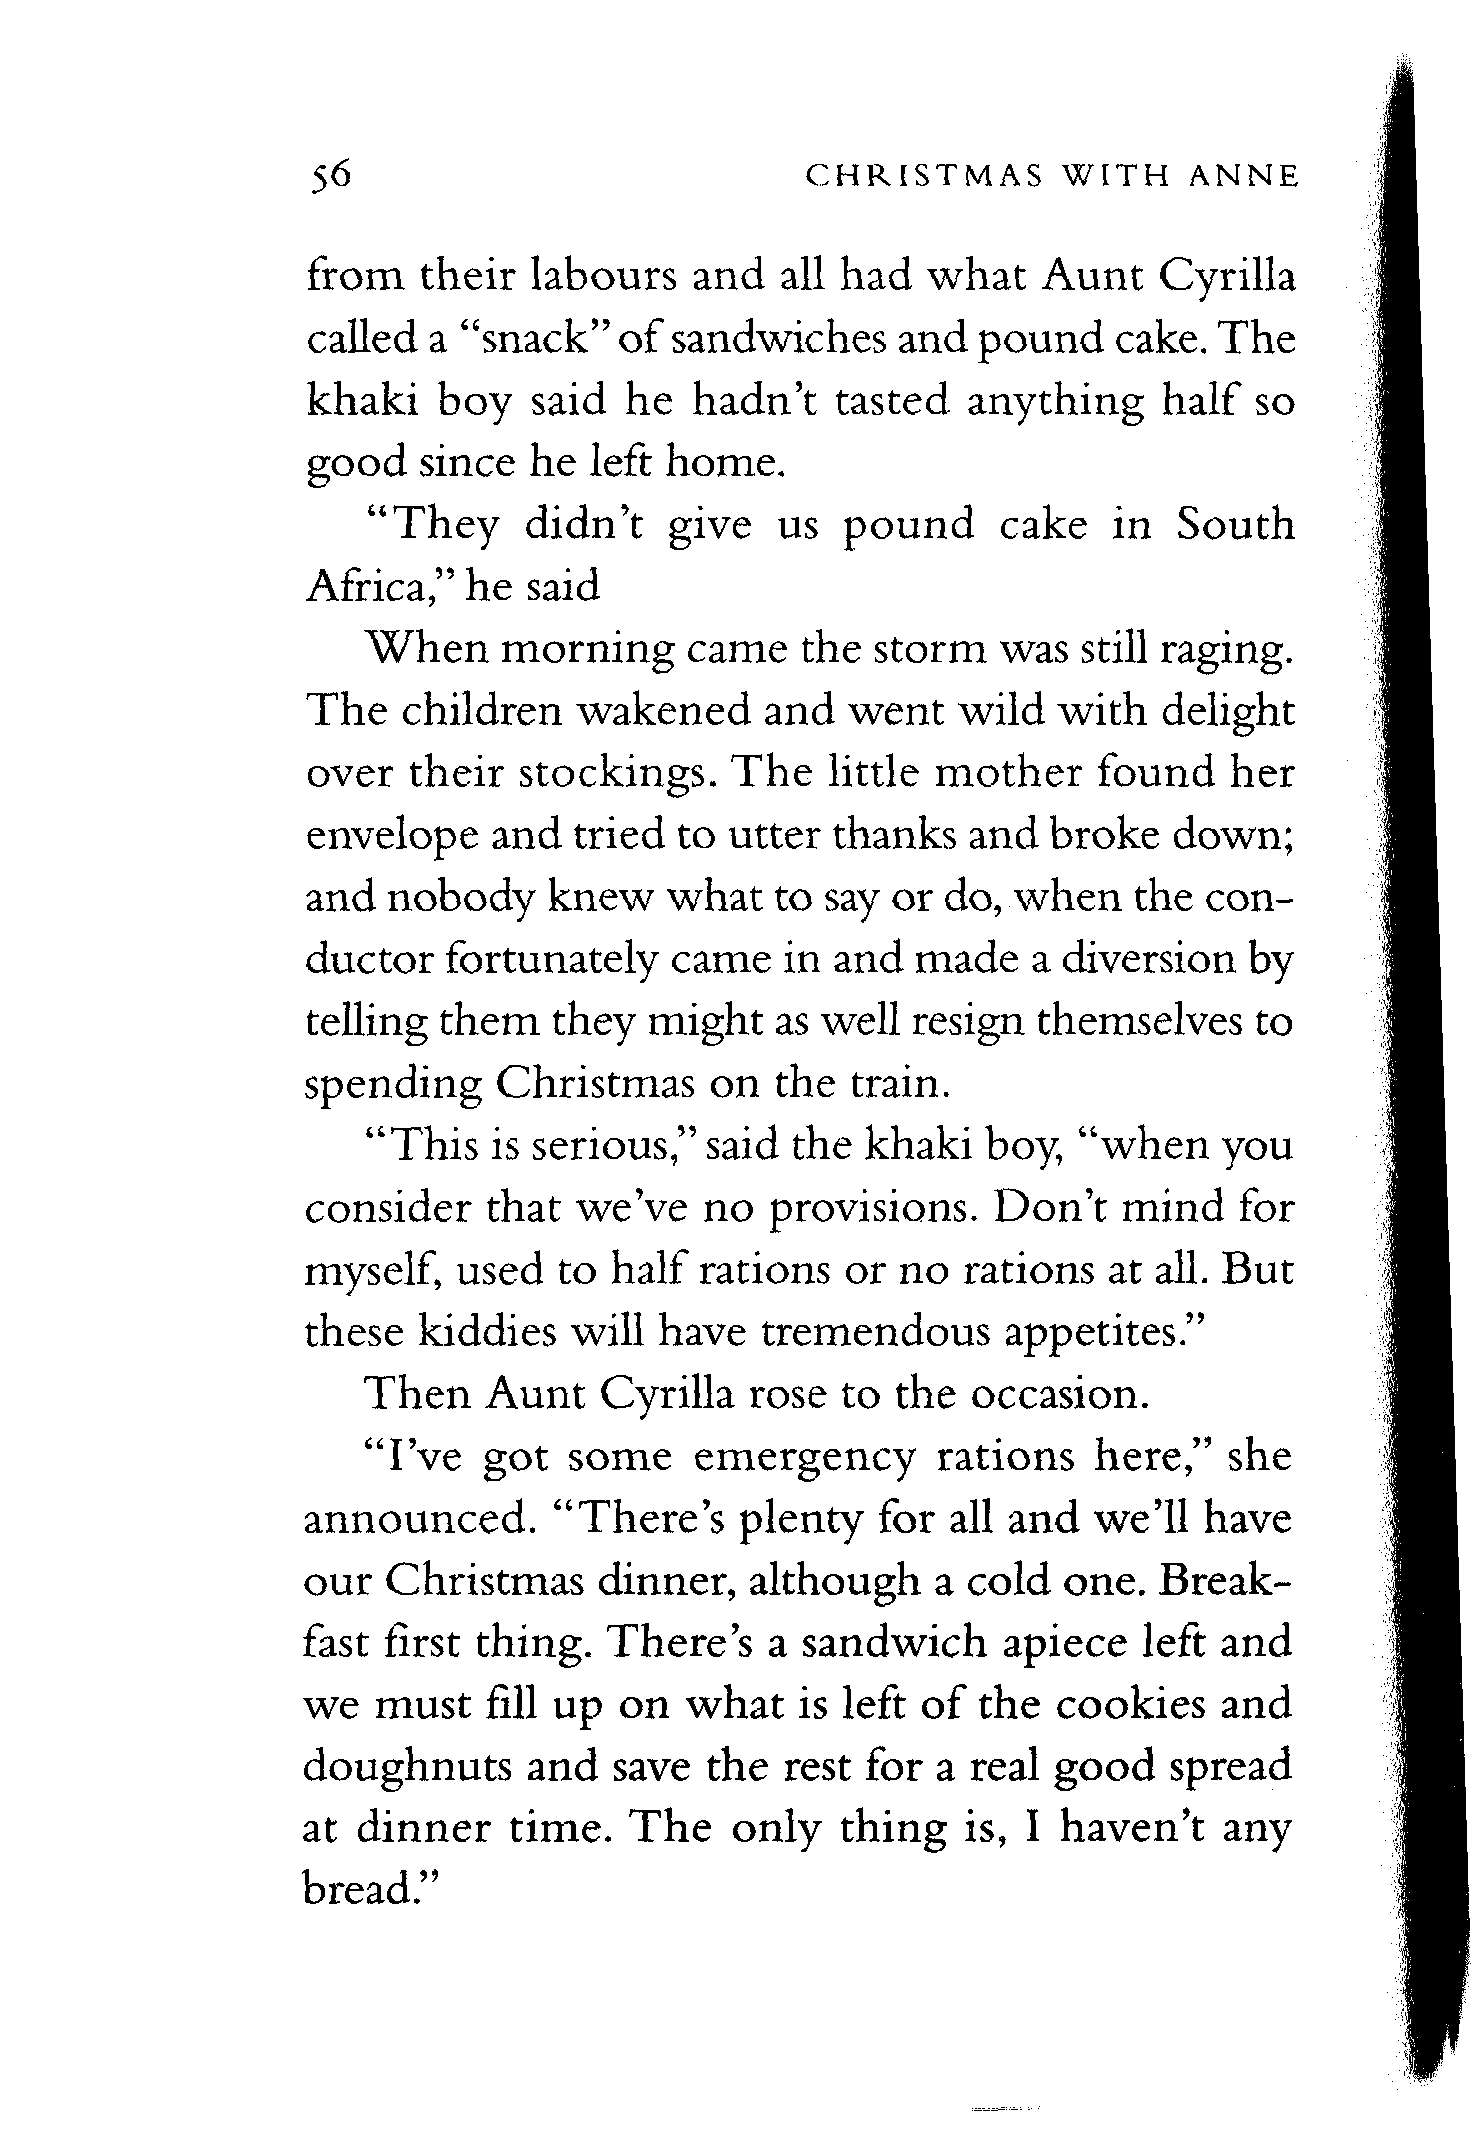 56 CHRISTMAS WITH ANNE
from their labours and all had what Aunt Cyrilla
called a “snack” of sandwiches and pound cake. The
khaki boy said he hadn’t tasted anything half so
good since he left home.
“They didn’t give us pound cake in South
Africa,” he said
When morning came the storm was still raging.
The children wakened and went wild with delight
over their stockings. The little mother found her
envelope and tried to utter thanks and broke down;
and nobody knew what to say or do, when the con-
ductor fortunately came in and made a diversion by
telling them they might as well resign themselves to
spending Christmas on the train.
“This is serious,” said the khaki boy, “when you
consider that we’ve no provisions. Don’t mind for
myself, used to half rations or no rations at all. But
these kiddies will have tremendous appetites.”
Then Aunt Cyrilla rose to the occasion.
“I’ve got some emergency rations here,” she
announced. “There’s plenty for all and we’ll have
our Christmas dinner, although a cold one. Break-
fast first thing. There’s a sandwich apiece left and
we must fill up on what is left of the cookies and
doughnuts and save the rest for a real good spread
at dinner time. The only thing is, I haven’t any
bread.”